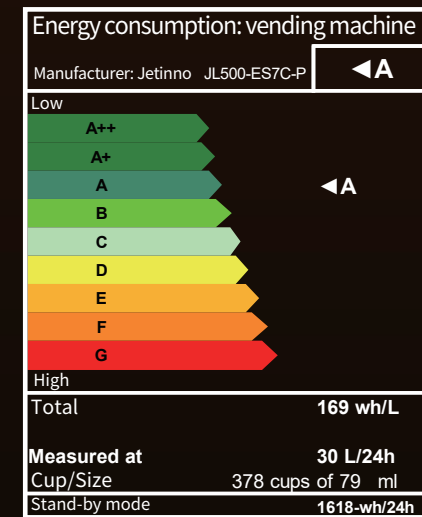 Energy consumption: vending machine
Manufacturer: Jetinno JL500-ES7C-P ◄A
Low
A++
A+
A ◄A
B
C
D
E
F
G
High
Total 169 wh/L
Measured at 30 L/24h
Cup/Size 378 cups of 79 ml
Stand-by mode 1618-wh/24h